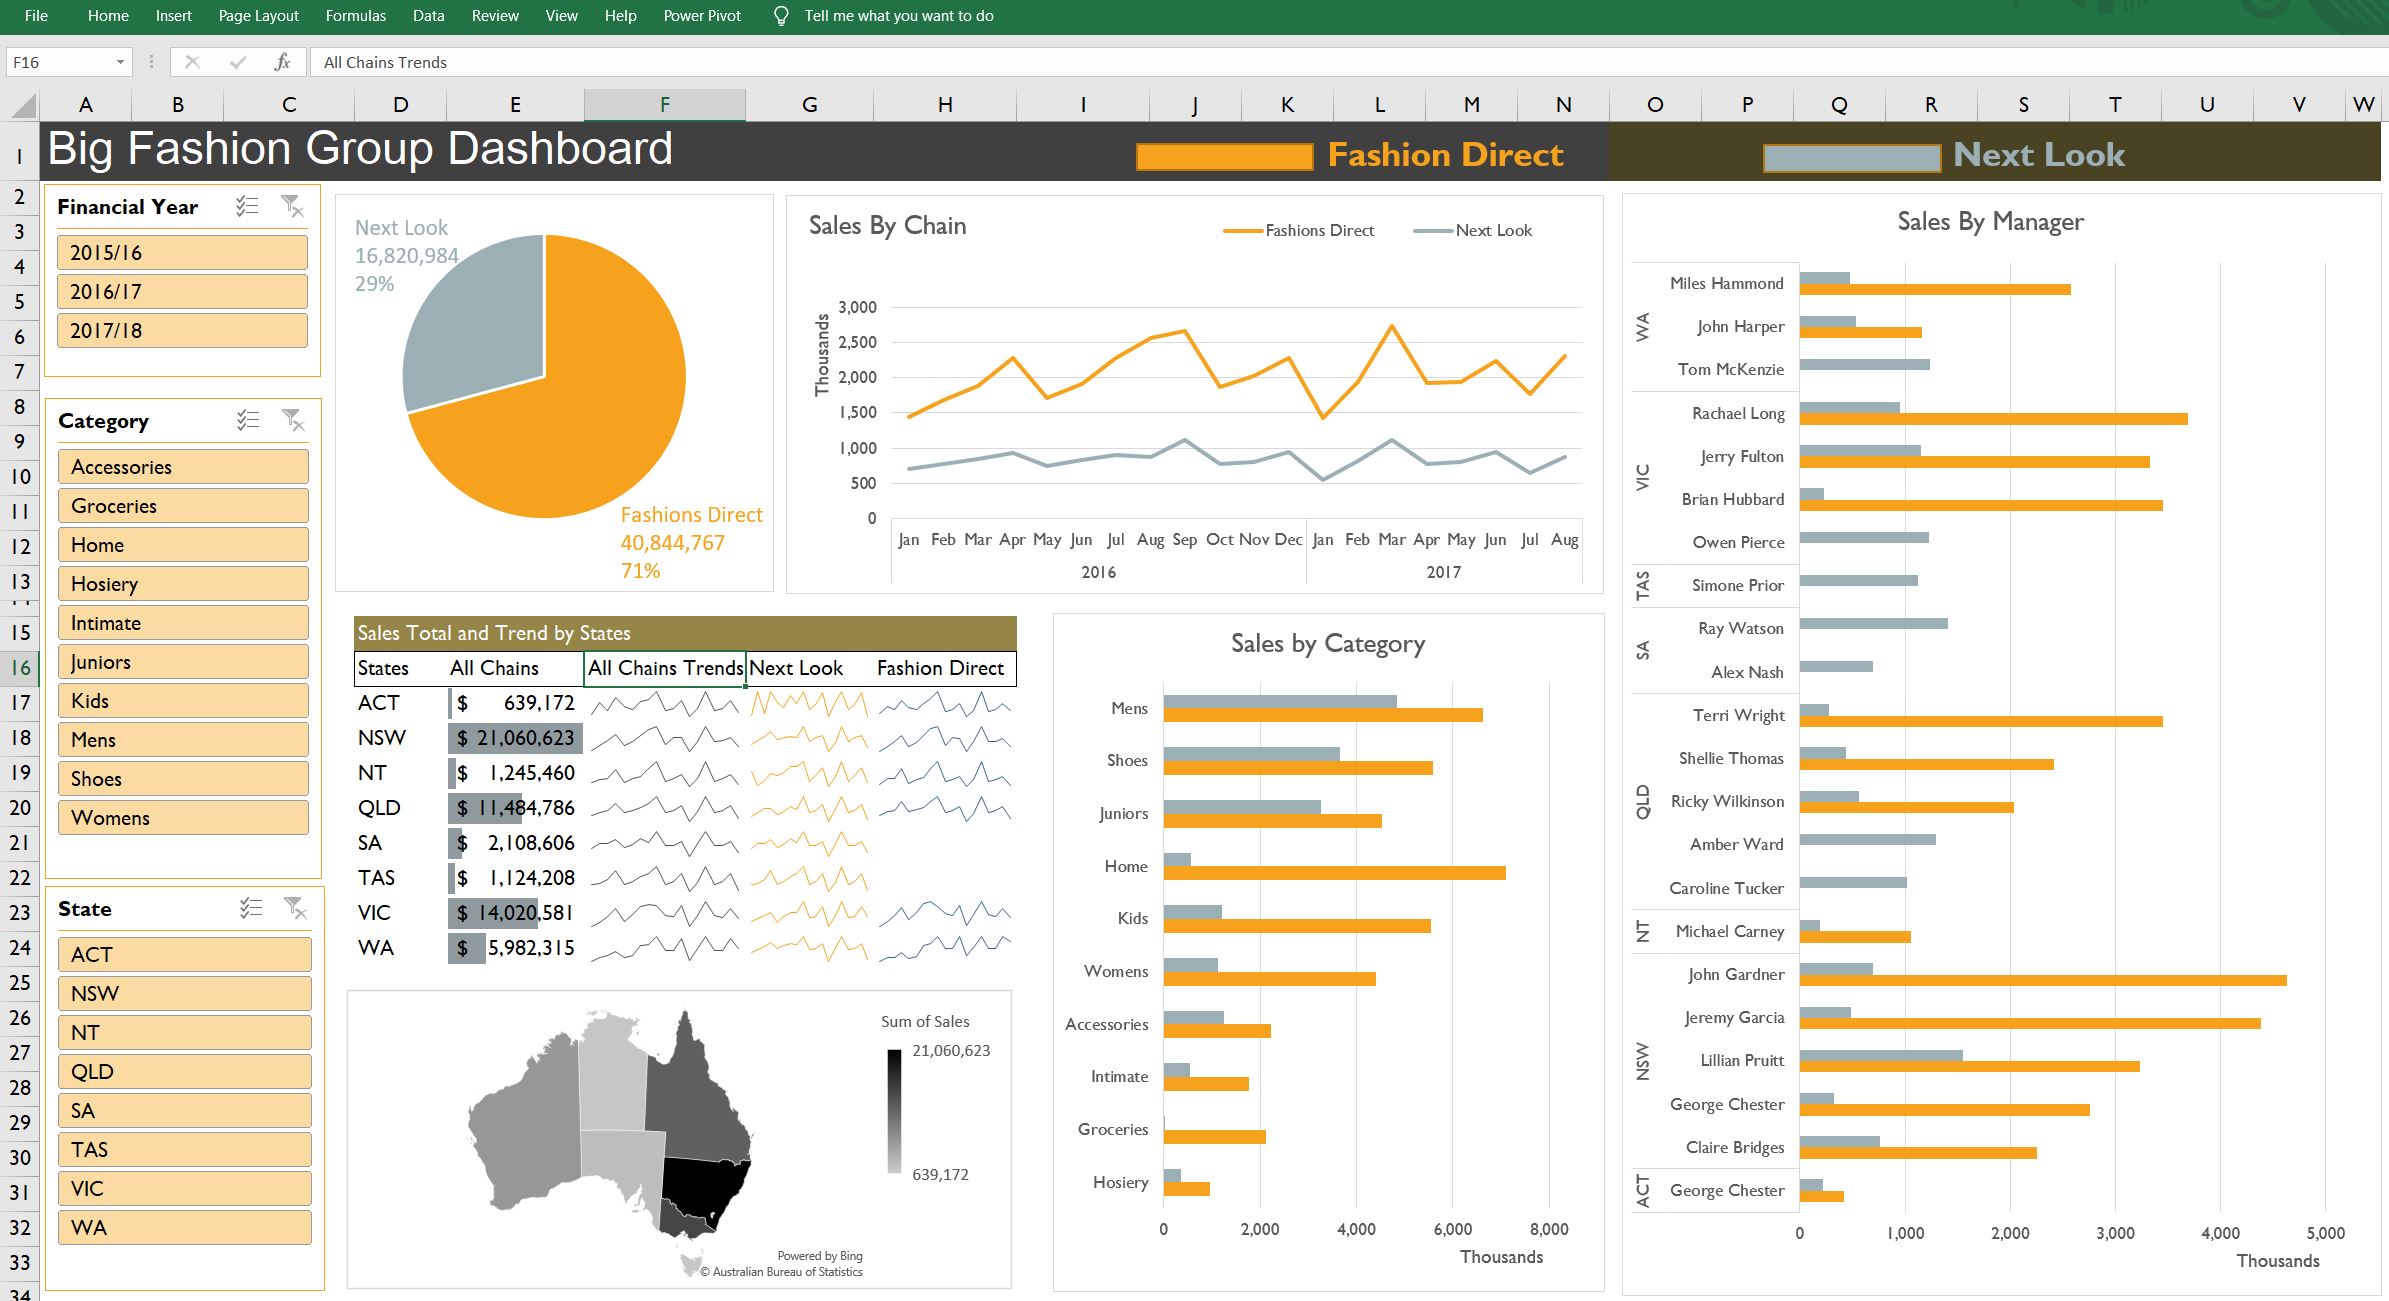 File Home Insert Page Layout Formulas Data Review View Help Power Pivot Tell me what you want to do
F16 fx All Chains Trends
A B C D E F G H I J K L M N O P Q R S T U V W
1
2
3
4
5
6
7
8
9
10
11
12
13
15
16
17
18
19
20
21
22
23
24
25
26
27
28
29
30
31
32
33
34
Big Fashion Group Dashboard
Fashion Direct
Next Look
Financial Year
2015/16
2016/17
2017/18
Category
Accessories
Groceries
Home
Hosiery
Intimate
Juniors
Kids
Mens
Shoes
Womens
State
ACT
NSW
NT
QLD
SA
TAS
VIC
WA
Next Look
16,820,984
29%
Fashions Direct
40,844,767
71%
Sales By Chain
Fashions Direct Next Look
Thousands
3,000
2,500
2,000
1,500
1,000
500
0
Jan Feb Mar Apr May Jun Jul Aug Sep Oct Nov Dec Jan Feb Mar Apr May Jun Jul Aug
2016 2017
Sales Total and Trend by States
States All Chains All Chains Trends Next Look Fashion Direct
ACT $ 639,172
NSW $ 21,060,623
NT $ 1,245,460
QLD $ 11,484,786
SA $ 2,108,606
TAS $ 1,124,208
VIC $ 14,020,581
WA $ 5,982,315
Sum of Sales
21,060,623
639,172
Powered by Bing
© Australian Bureau of Statistics
Sales by Category
Mens
Shoes
Juniors
Home
Kids
Womens
Accessories
Intimate
Groceries
Hosiery
0 2,000 4,000 6,000 8,000
Thousands
Sales By Manager
WA
Miles Hammond
John Harper
Tom McKenzie
VIC
Rachael Long
Jerry Fulton
Brian Hubbard
Owen Pierce
TAS
Simone Prior
SA
Ray Watson
Alex Nash
QLD
Terri Wright
Shellie Thomas
Ricky Wilkinson
Amber Ward
Caroline Tucker
NT
Michael Carney
NSW
John Gardner
Jeremy Garcia
Lillian Pruitt
George Chester
Claire Bridges
ACT
George Chester
0 1,000 2,000 3,000 4,000 5,000
Thousands